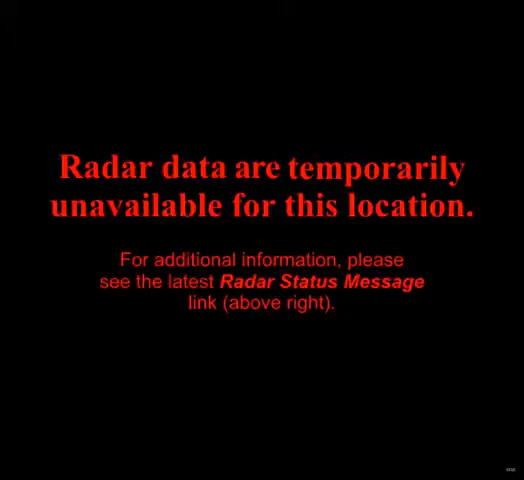 Radar data are temporarily
unavailable for this location.
For additional information, please
see the latest Radar Status Message
link (above right).